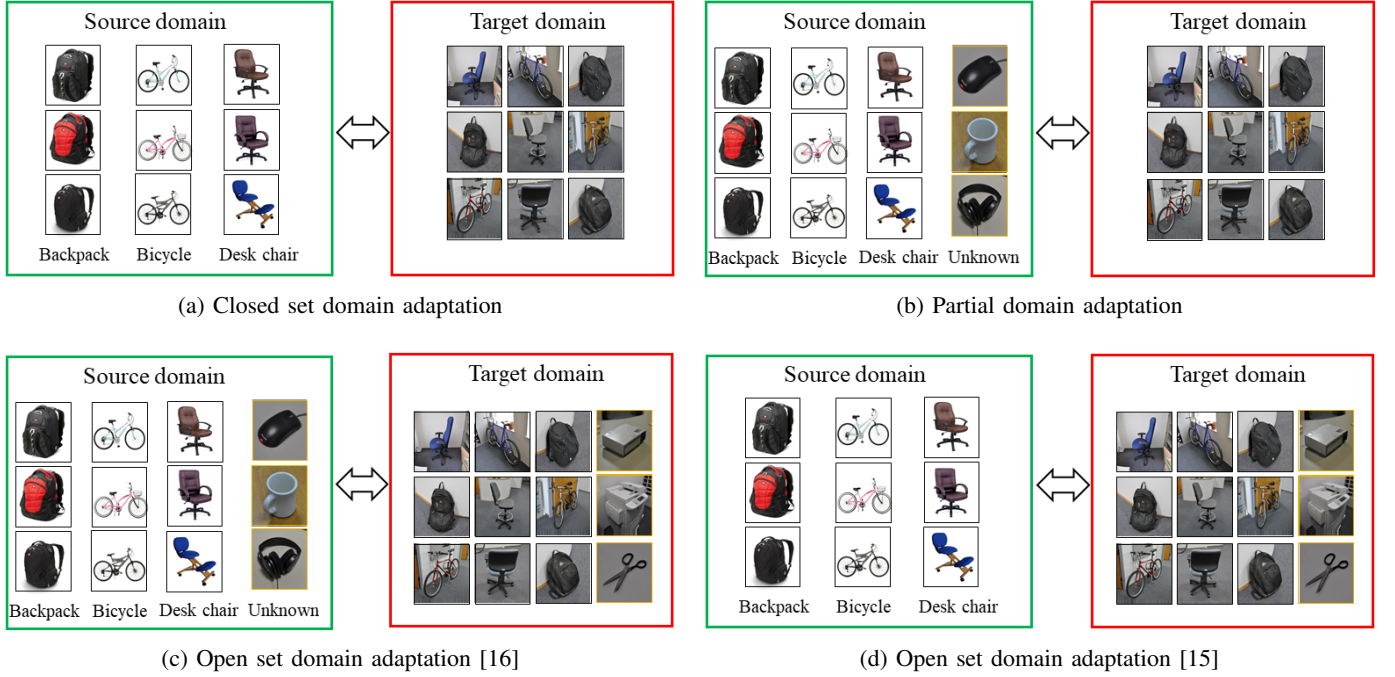 Source domain
Target domain
Backpack Bicycle Desk chair
(a) Closed set domain adaptation
Source domain
Target domain
Backpack Bicycle Desk chair Unknown
(b) Partial domain adaptation
Source domain
Target domain
Backpack Bicycle Desk chair Unknown
(c) Open set domain adaptation [16]
Source domain
Target domain
Backpack Bicycle Desk chair
(d) Open set domain adaptation [15]